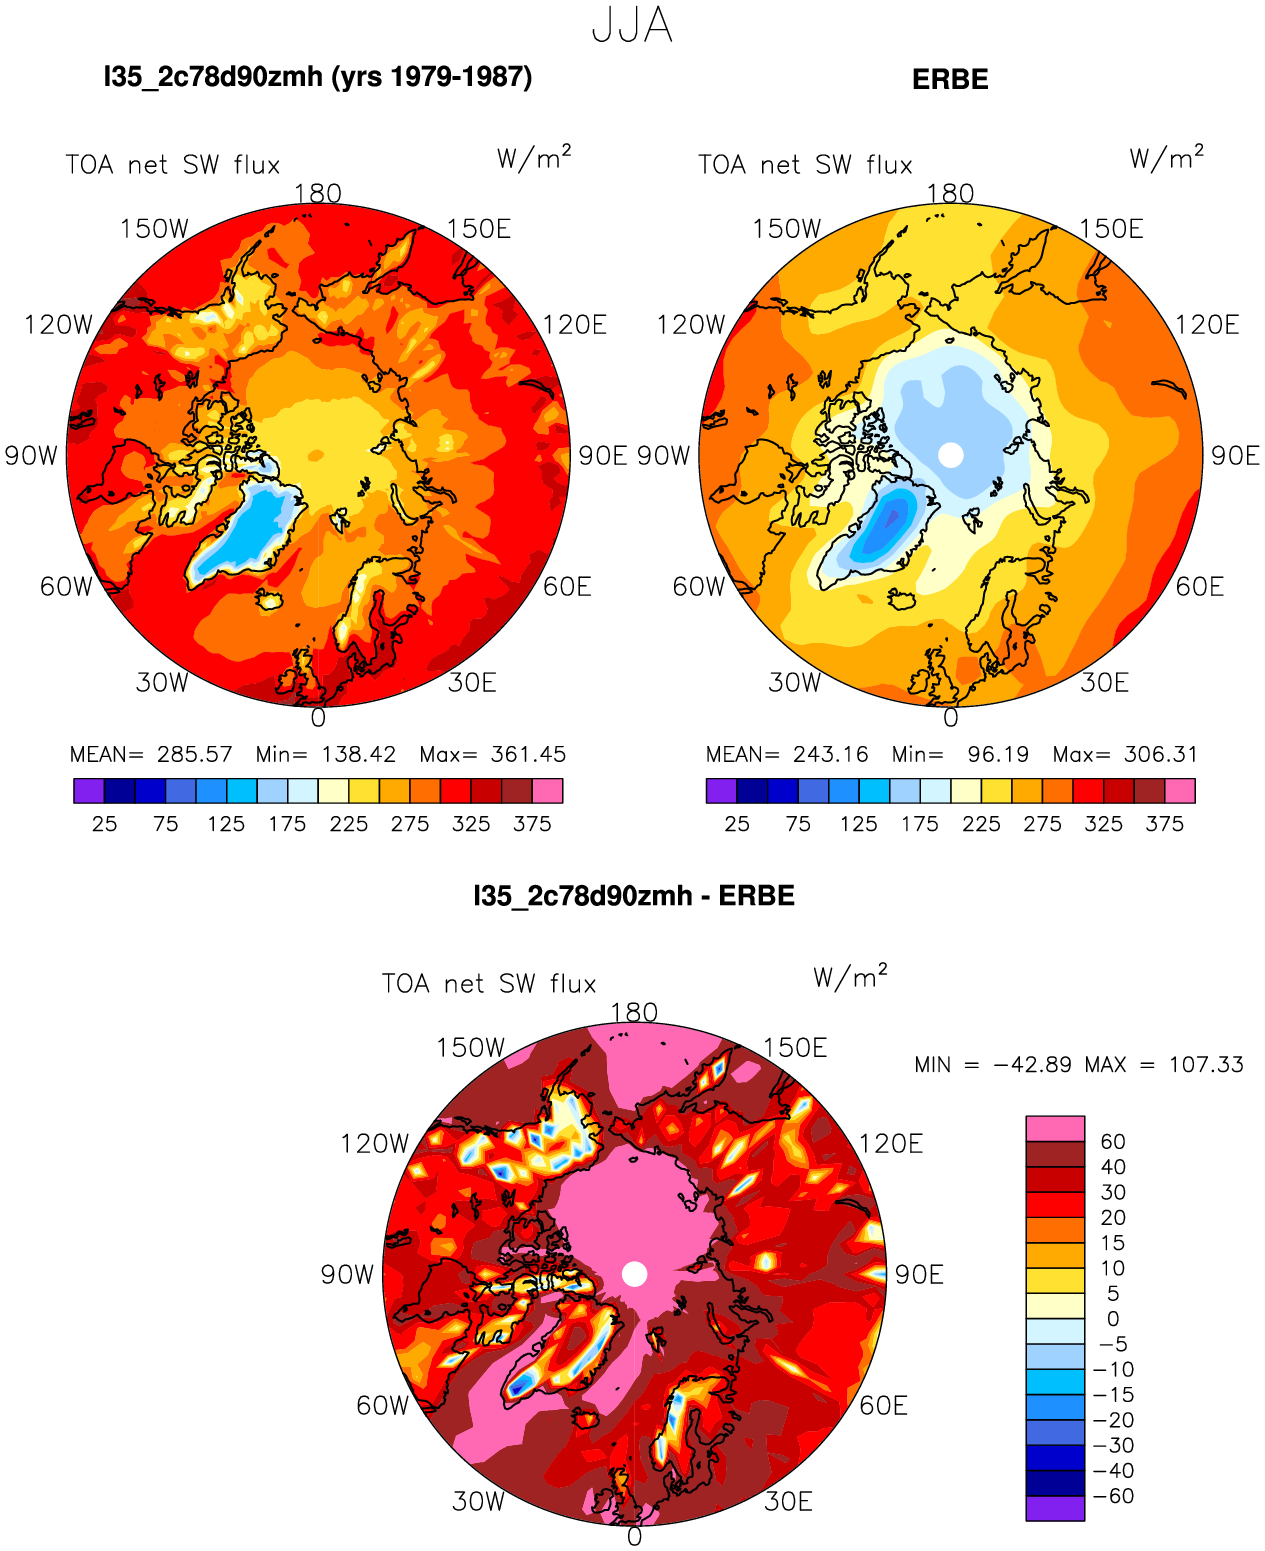 JJA
l35_2c78d90zmh (yrs 1979-1987)
ERBE
TOA net SW flux W/m²
TOA net SW flux W/m²
180
150W 150E
120W 120E
90W 90E
60W 60E
30W 30E
0
180
150W 150E
120W 120E
90W 90E
60W 60E
30W 30E
0
MEAN= 285.57 Min= 138.42 Max= 361.45
25 75 125 175 225 275 325 375
MEAN= 243.16 Min= 96.19 Max= 306.31
25 75 125 175 225 275 325 375
l35_2c78d90zmh - ERBE
TOA net SW flux W/m²
180
150W 150E
120W 120E
90W 90E
60W 60E
30W 30E
0
MIN = −42.89 MAX = 107.33
60
40
30
20
15
10
5
0
−5
−10
−15
−20
−30
−40
−60